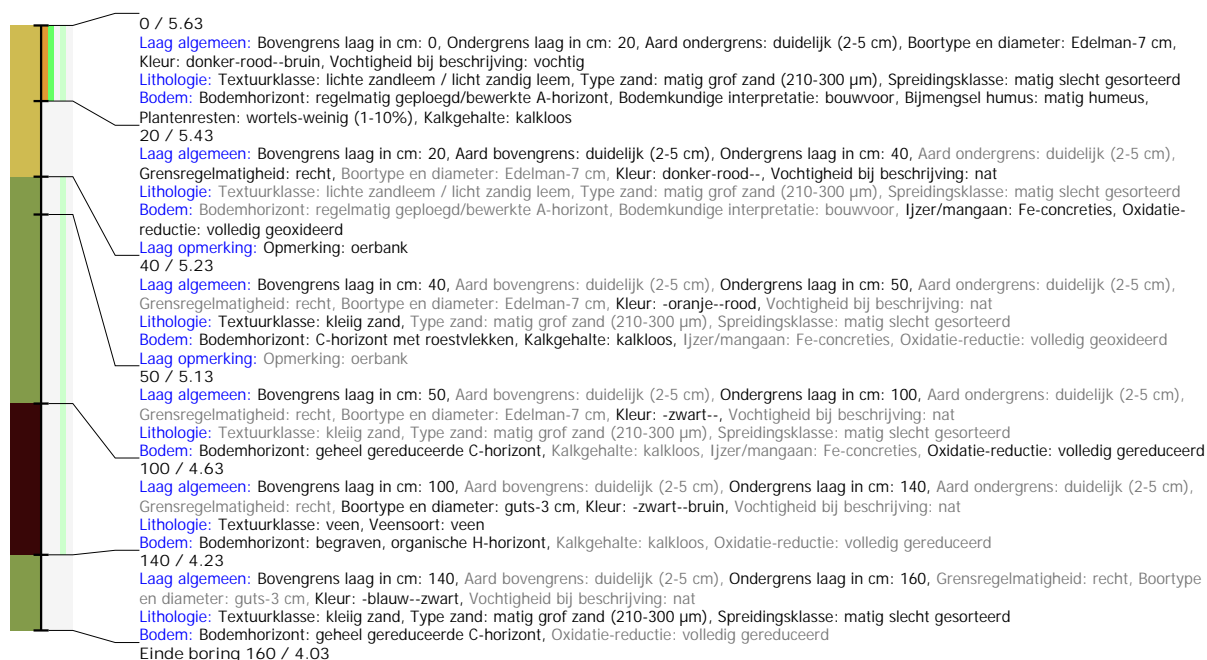 0 / 5.63
Laag algemeen: Bovengrens laag in cm: 0, Ondergrens laag in cm: 20, Aard ondergrens: duidelijk (2-5 cm), Boortype en diameter: Edelman-7 cm,
Kleur: donker-rood--bruin, Vochtigheid bij beschrijving: vochtig
Lithologie: Textuurklasse: lichte zandleem / licht zandig leem, Type zand: matig grof zand (210-300 µm), Spreidingsklasse: matig slecht gesorteerd
Bodem: Bodemhorizont: regelmatig geploegd/bewerkte A-horizont, Bodemkundige interpretatie: bouwvoor, Bijmengsel humus: matig humeus,
Plantenresten: wortels-weinig (1-10%), Kalkgehalte: kalkloos
20 / 5.43
Laag algemeen: Bovengrens laag in cm: 20, Aard bovengrens: duidelijk (2-5 cm), Ondergrens laag in cm: 40, Aard ondergrens: duidelijk (2-5 cm),
Grensregelmatigheid: recht, Boortype en diameter: Edelman-7 cm, Kleur: donker-rood--, Vochtigheid bij beschrijving: nat
Lithologie: Textuurklasse: lichte zandleem / licht zandig leem, Type zand: matig grof zand (210-300 µm), Spreidingsklasse: matig slecht gesorteerd
Bodem: Bodemhorizont: regelmatig geploegd/bewerkte A-horizont, Bodemkundige interpretatie: bouwvoor, Ijzer/mangaan: Fe-concreties, Oxidatie-
reductie: volledig geoxideerd
Laag opmerking: Opmerking: oerbank
40 / 5.23
Laag algemeen: Bovengrens laag in cm: 40, Aard bovengrens: duidelijk (2-5 cm), Ondergrens laag in cm: 50, Aard ondergrens: duidelijk (2-5 cm),
Grensregelmatigheid: recht, Boortype en diameter: Edelman-7 cm, Kleur: -oranje--rood, Vochtigheid bij beschrijving: nat
Lithologie: Textuurklasse: kleiig zand, Type zand: matig grof zand (210-300 µm), Spreidingsklasse: matig slecht gesorteerd
Bodem: Bodemhorizont: C-horizont met roestvlekken, Kalkgehalte: kalkloos, Ijzer/mangaan: Fe-concreties, Oxidatie-reductie: volledig geoxideerd
Laag opmerking: Opmerking: oerbank
50 / 5.13
Laag algemeen: Bovengrens laag in cm: 50, Aard bovengrens: duidelijk (2-5 cm), Ondergrens laag in cm: 100, Aard ondergrens: duidelijk (2-5 cm),
Grensregelmatigheid: recht, Boortype en diameter: Edelman-7 cm, Kleur: -zwart--, Vochtigheid bij beschrijving: nat
Lithologie: Textuurklasse: kleiig zand, Type zand: matig grof zand (210-300 µm), Spreidingsklasse: matig slecht gesorteerd
Bodem: Bodemhorizont: geheel gereduceerde C-horizont, Kalkgehalte: kalkloos, Ijzer/mangaan: Fe-concreties, Oxidatie-reductie: volledig gereduceerd
100 / 4.63
Laag algemeen: Bovengrens laag in cm: 100, Aard bovengrens: duidelijk (2-5 cm), Ondergrens laag in cm: 140, Aard ondergrens: duidelijk (2-5 cm),
Grensregelmatigheid: recht, Boortype en diameter: guts-3 cm, Kleur: -zwart--bruin, Vochtigheid bij beschrijving: nat
Lithologie: Textuurklasse: veen, Veensoort: veen
Bodem: Bodemhorizont: begraven, organische H-horizont, Kalkgehalte: kalkloos, Oxidatie-reductie: volledig gereduceerd
140 / 4.23
Laag algemeen: Bovengrens laag in cm: 140, Aard bovengrens: duidelijk (2-5 cm), Ondergrens laag in cm: 160, Grensregelmatigheid: recht, Boortype
en diameter: guts-3 cm, Kleur: -blauw--zwart, Vochtigheid bij beschrijving: nat
Lithologie: Textuurklasse: kleiig zand, Type zand: matig grof zand (210-300 µm), Spreidingsklasse: matig slecht gesorteerd
Bodem: Bodemhorizont: geheel gereduceerde C-horizont, Oxidatie-reductie: volledig gereduceerd
Einde boring 160 / 4.03